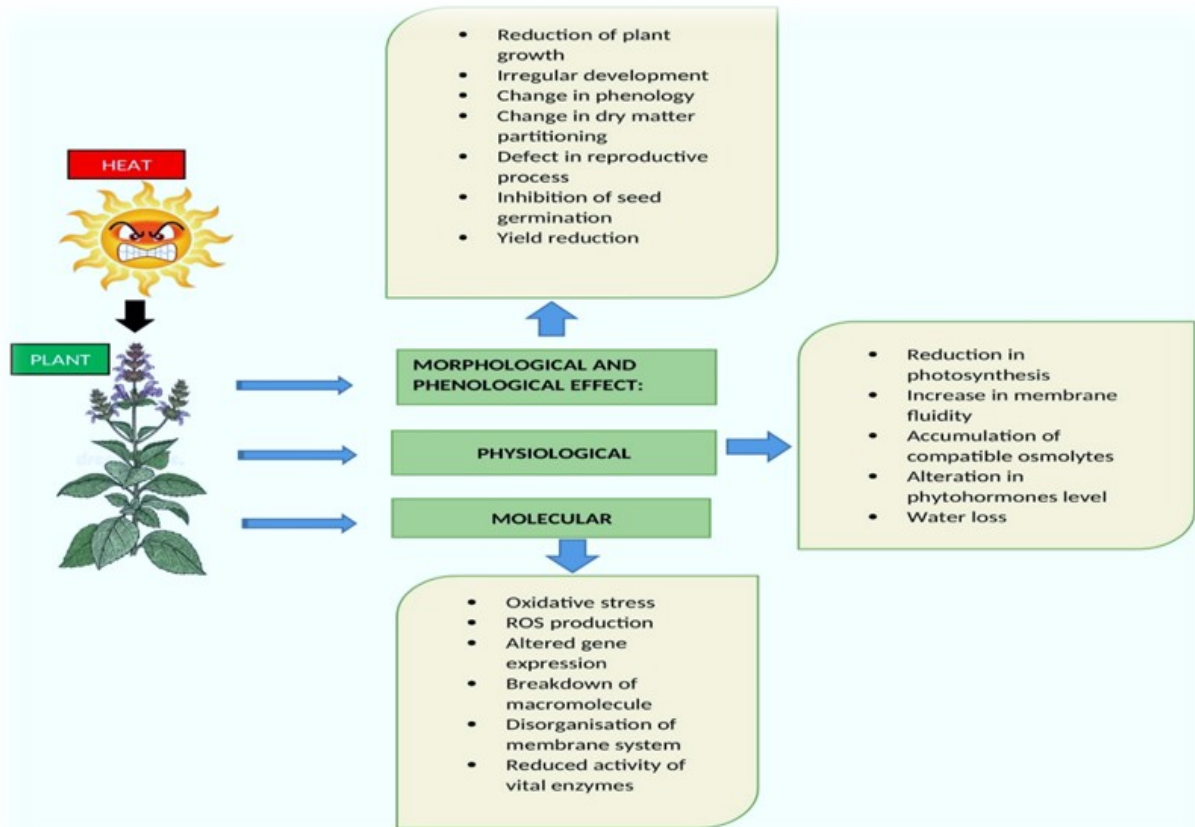 • Reduction of plant
growth
• Irregular development
• Change in phenology
• Change in dry matter
partitioning
• Defect in reproductive
process
• Inhibition of seed
germination
• Yield reduction
HEAT
PLANT
MORPHOLOGICAL AND
PHENOLOGICAL EFFECT:
PHYSIOLOGICAL
MOLECULAR
• Reduction in
photosynthesis
• Increase in membrane
fluidity
• Accumulation of
compatible osmolytes
• Alteration in
phytohormones level
• Water loss
• Oxidative stress
• ROS production
• Altered gene
expression
• Breakdown of
macromolecule
• Disorganisation of
membrane system
• Reduced activity of
vital enzymes